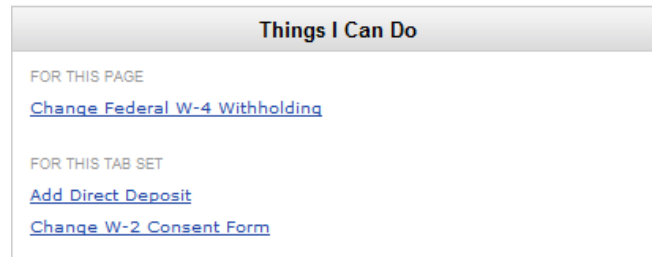 Things I Can Do
FOR THIS PAGE
Change Federal W-4 Withholding
FOR THIS TAB SET
Add Direct Deposit
Change W-2 Consent Form